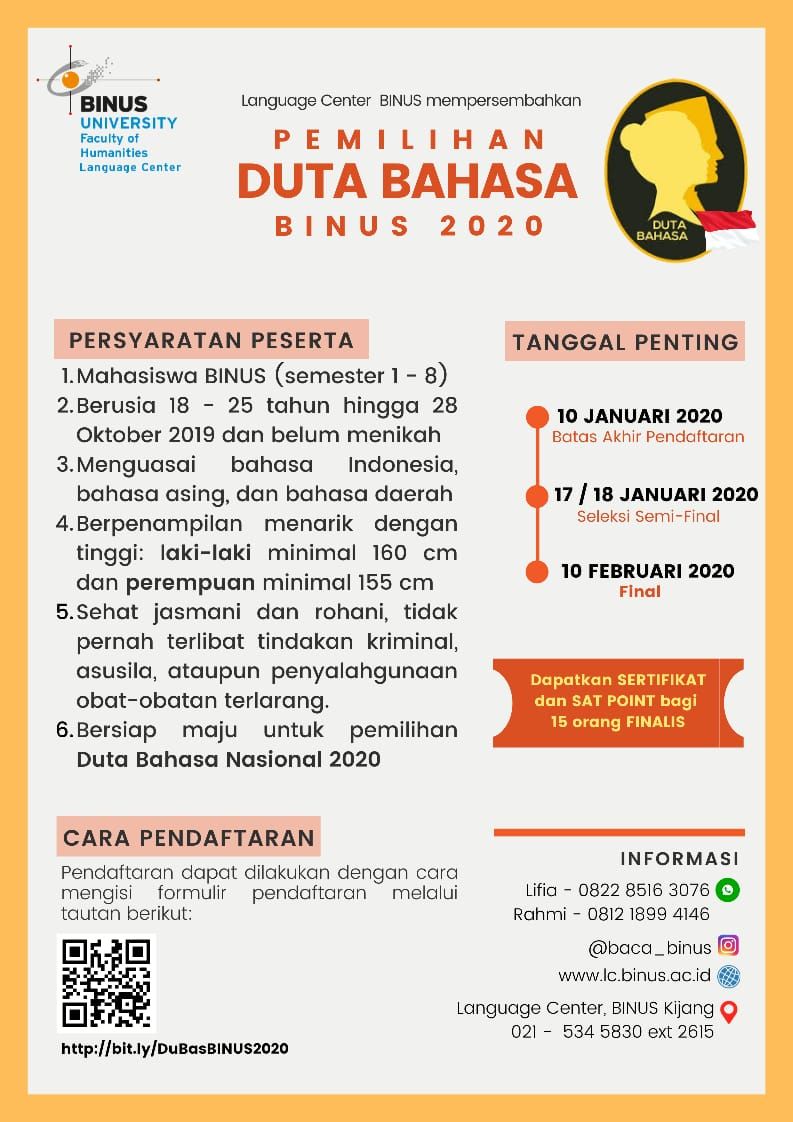 BINUS
UNIVERSITY
Faculty of
Humanities
Language Center
Language Center BINUS mempersembahkan
PEMILIHAN
DUTA BAHASA
BINUS 2020
DUTA
BAHASA
PERSYARATAN PESERTA
1. Mahasiswa BINUS (semester 1 - 8)
2. Berusia 18 - 25 tahun hingga 28
Oktober 2019 dan belum menikah
3. Menguasai bahasa Indonesia,
bahasa asing, dan bahasa daerah
4. Berpenampilan menarik dengan
tinggi: laki-laki minimal 160 cm
dan perempuan minimal 155 cm
5. Sehat jasmani dan rohani, tidak
pernah terlibat tindakan kriminal,
asusila, ataupun penyalahgunaan
obat-obatan terlarang.
6. Bersiap maju untuk pemilihan
Duta Bahasa Nasional 2020
TANGGAL PENTING
10 JANUARI 2020
Batas Akhir Pendaftaran
17 / 18 JANUARI 2020
Seleksi Semi-Final
10 FEBRUARI 2020
Final
Dapatkan SERTIFIKAT
dan SAT POINT bagi
15 orang FINALIS
CARA PENDAFTARAN
Pendaftaran dapat dilakukan dengan cara
mengisi formulir pendaftaran melalui
tautan berikut:
http://bit.ly/DuBasBINUS2020
INFORMASI
Lifia - 0822 8516 3076
Rahmi - 0812 1899 4146
@baca_binus
www.lc.binus.ac.id
Language Center, BINUS Kijang
021 - 534 5830 ext 2615